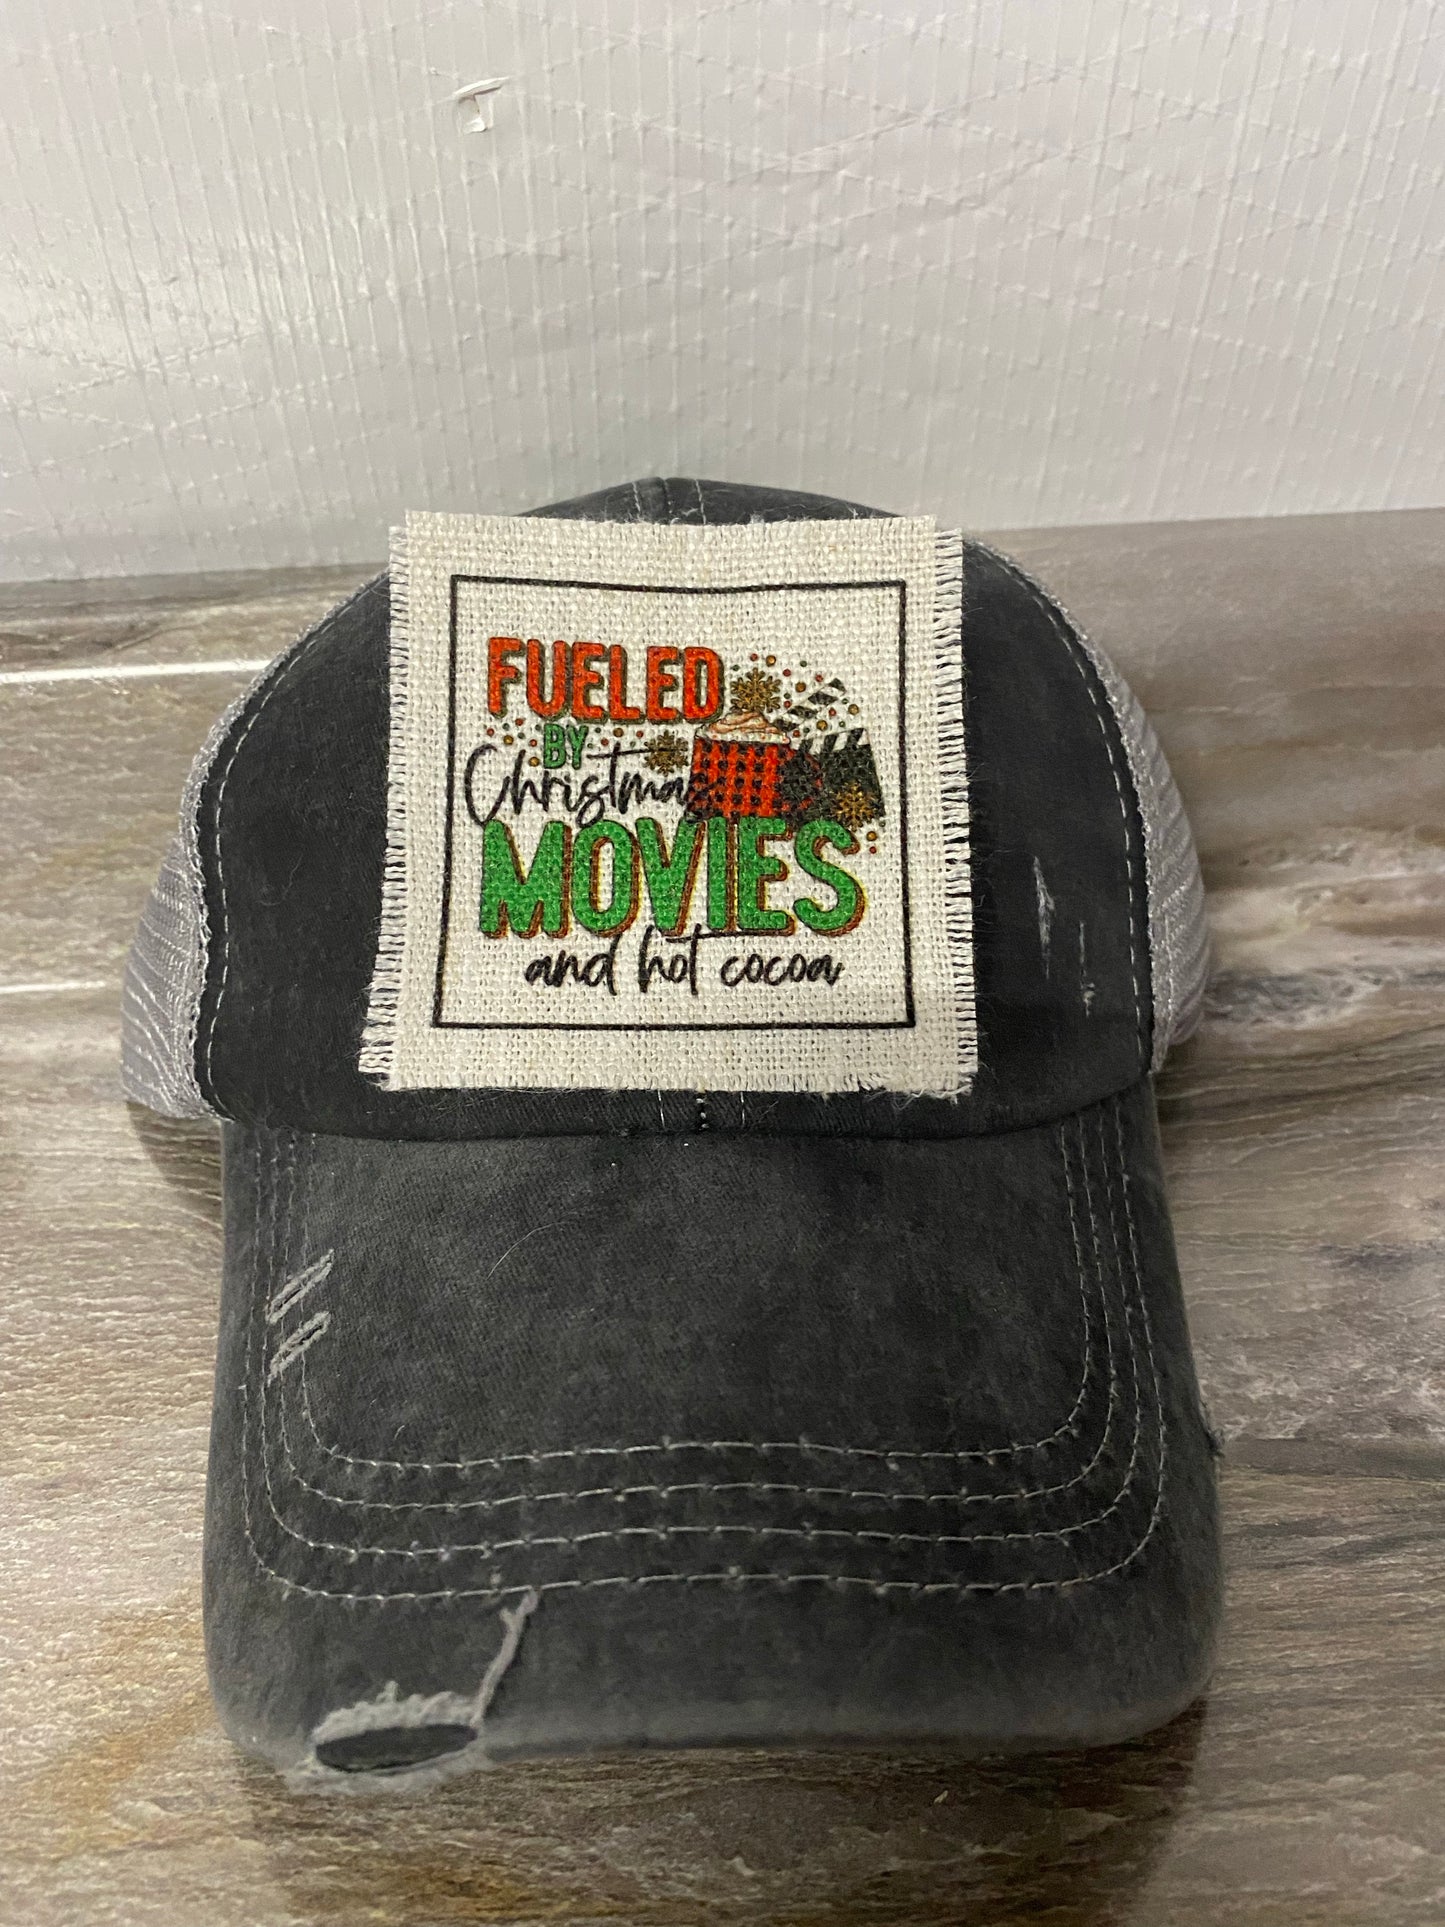 FUELED
BY
Christmas
MOVIES
and hot cocoa